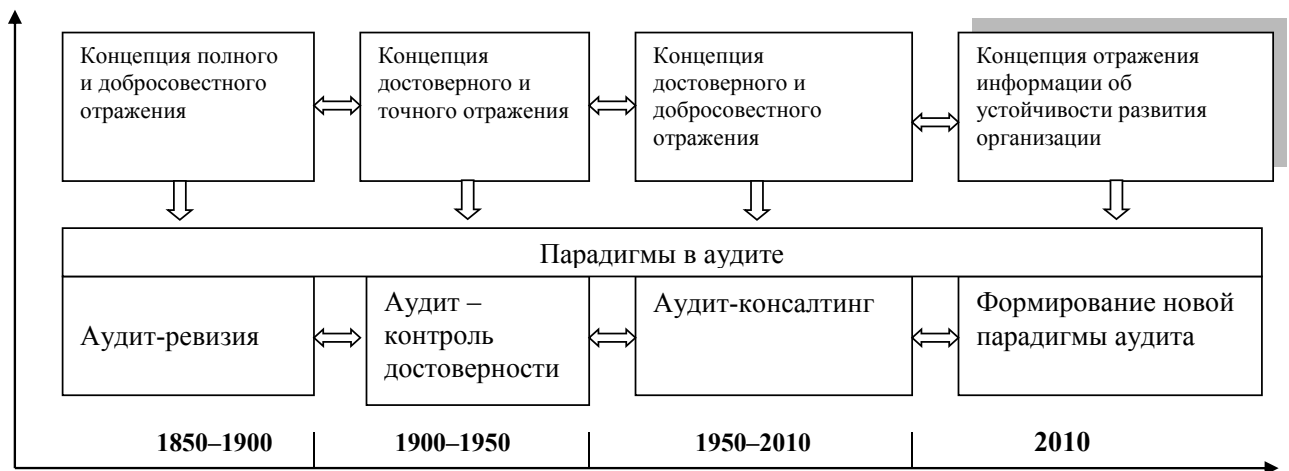 Концепция полного
и добросовестного
отражения
Концепция
достоверного и
точного отражения
Концепция
достоверного и
добросовестного
отражения
Концепция отражения
информации об
устойчивости развития
организации
Парадигмы в аудите
Аудит-ревизия
Аудит –
контроль
достоверности
Аудит-консалтинг
Формирование новой
парадигмы аудита
1850–1900
1900–1950
1950–2010
2010